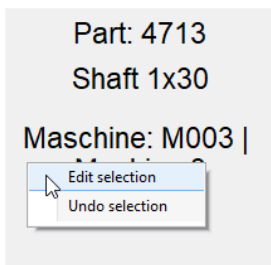 Part: 4713
Shaft 1x30
Maschine: M003 |
Edit selection
Undo selection